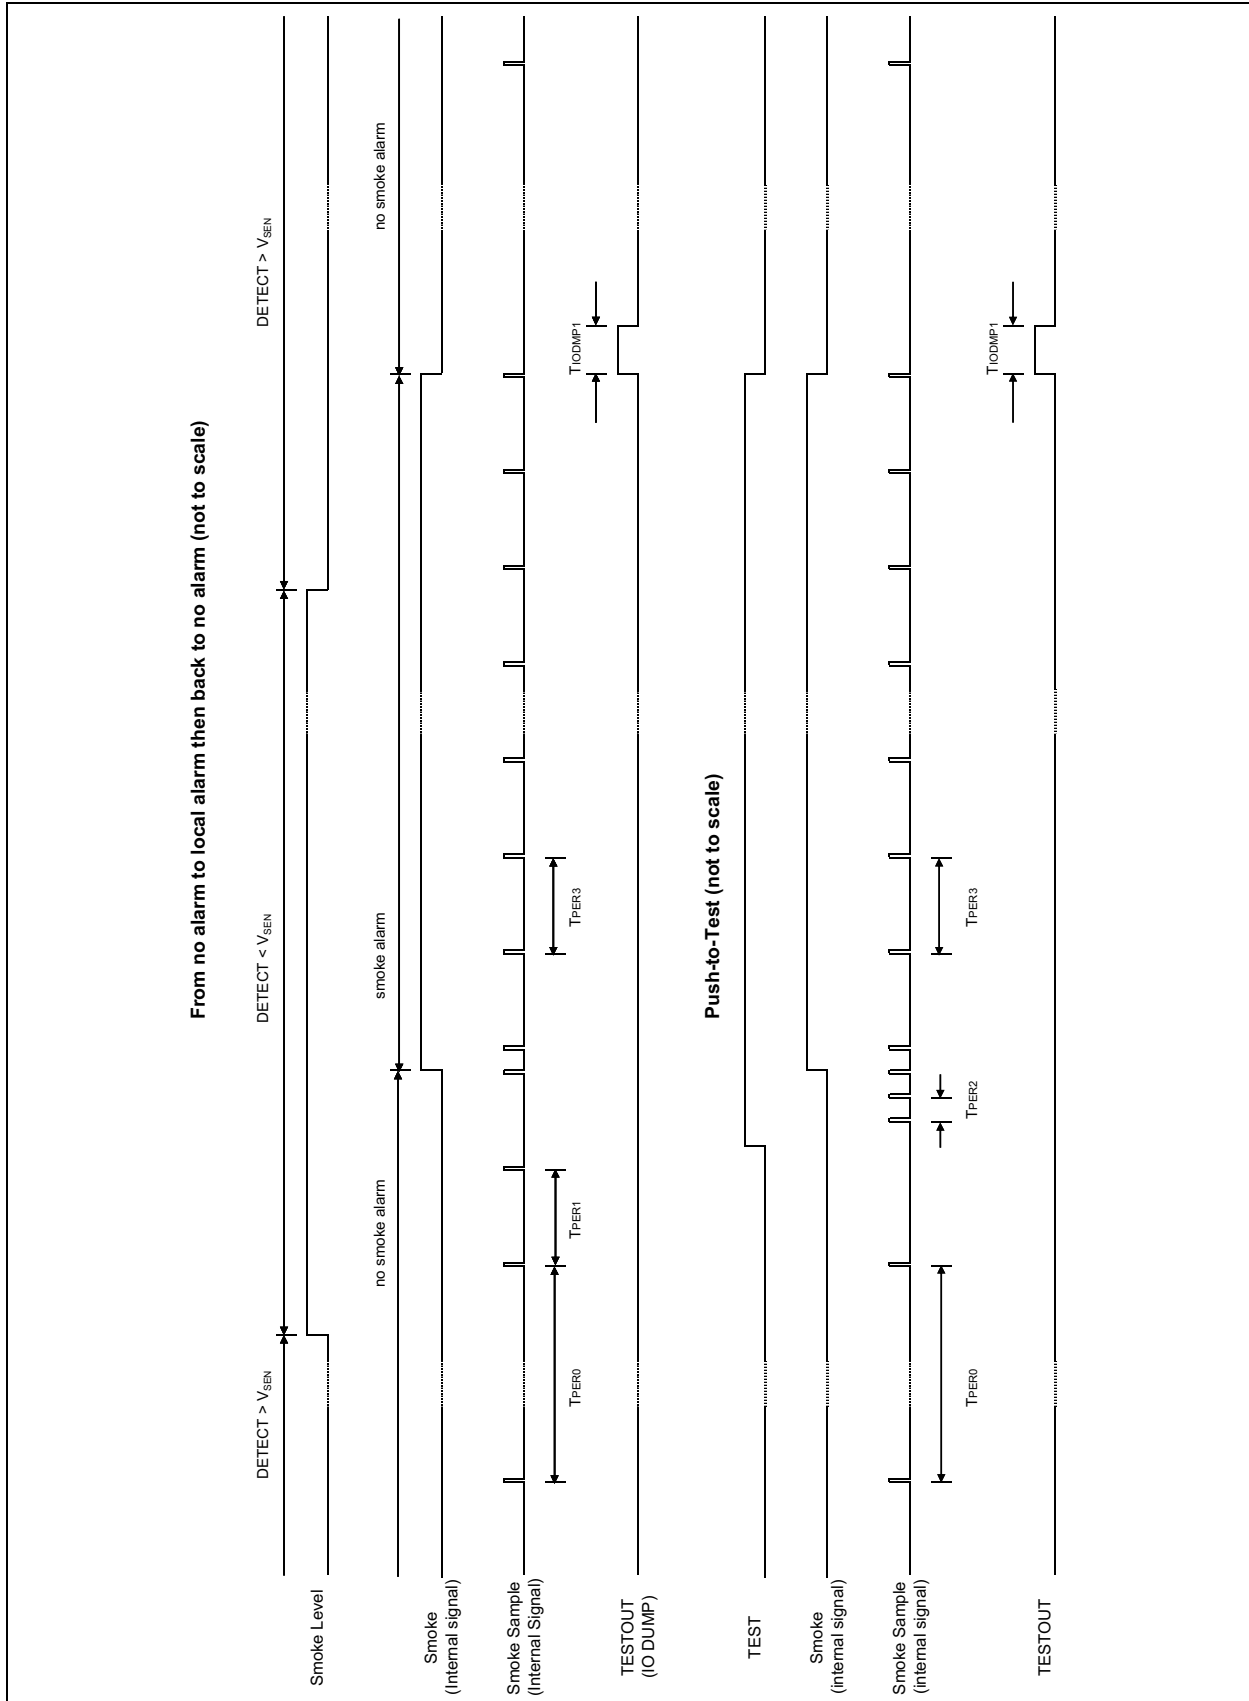 From no alarm to local alarm then back to no alarm (not to scale)
DETECT > VSEN
DETECT < VSEN
DETECT > VSEN
Smoke Level
no smoke alarm
smoke alarm
no smoke alarm
Smoke
(Internal signal)
Smoke Sample
(Internal Signal)
TPER0
TPER1
TPER3
TESTOUT
(IO DUMP)
TIODMP1
Push-to-Test (not to scale)
TEST
Smoke
(internal signal)
Smoke Sample
(internal signal)
TPER0
TPER2
TPER3
TESTOUT
TIODMP1